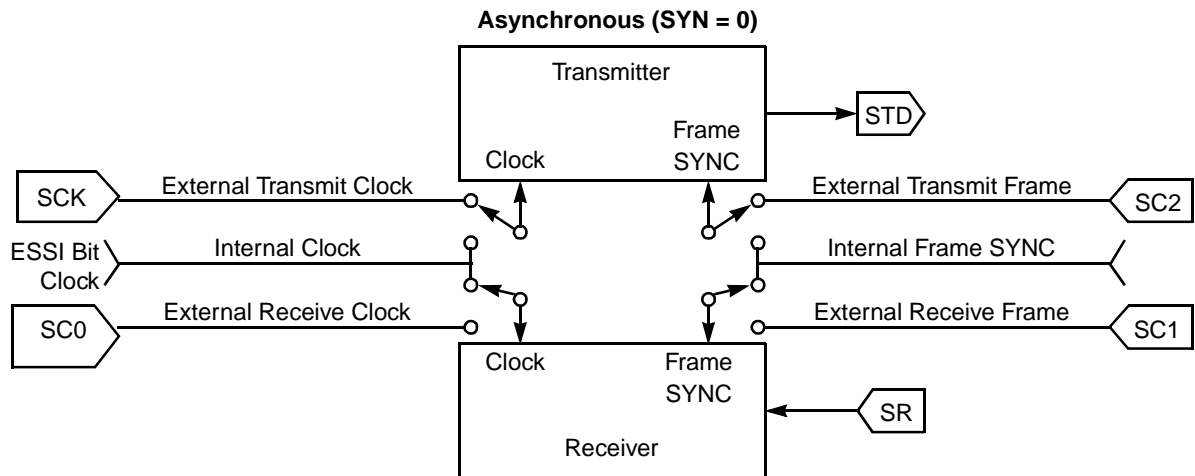 Asynchronous (SYN = 0)
Transmitter
STD
Frame
SYNC
Clock
SCK
External Transmit Clock
External Transmit Frame
SC2
ESSI Bit
Clock
Internal Clock
Internal Frame SYNC
SC0
External Receive Clock
External Receive Frame
SC1
Clock
Frame
SYNC
SR
Receiver